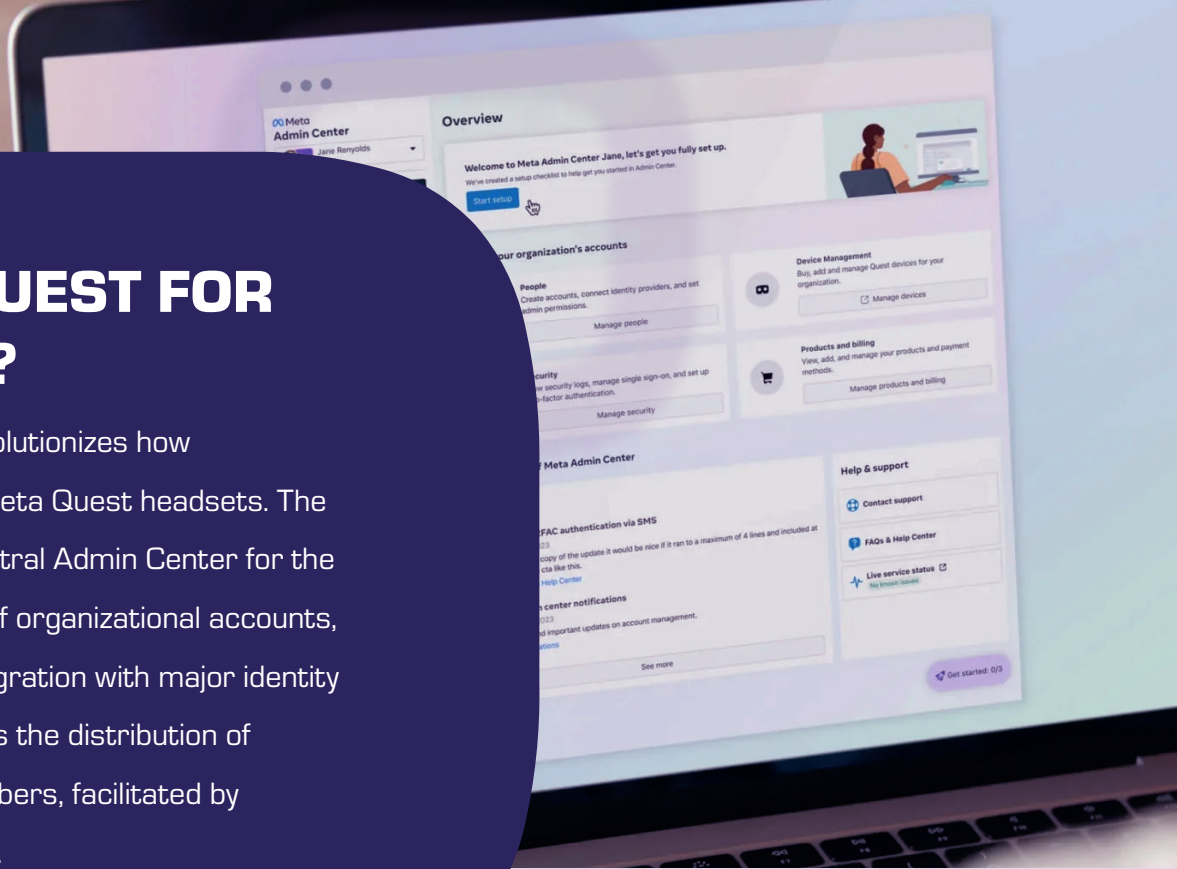 UEST FOR
?
olutionizes how
eta Quest headsets. The
tral Admin Center for the
f organizational accounts,
gration with major identity
s the distribution of
bers, facilitated by
Meta
Admin Center
Jane Renyolds
Overview
Welcome to Meta Admin Center Jane, let's get you fully set up.
We've created a setup checklist to help get you started in Admin Center.
Start setup
our organization's accounts
People
Create accounts, connect identity providers, and set
admin permissions.
Manage people
Device Management
Buy, add and manage Quest devices for your
organization.
Manage devices
curity
w security logs, manage single sign-on, and set up
-factor authentication.
Manage security
Products and billing
View, add, and manage your products and payment
methods.
Manage products and billing
f Meta Admin Center
FAC authentication via SMS
23
copy of the update it would be nice if it ran to a maximum of 4 lines and included at
cta like this.
Help Center
n center notifications
023
d important updates on account management.
ations
See more
Help & support
Contact support
FAQs & Help Center
Live service status
No known issues
Get started: 0/3